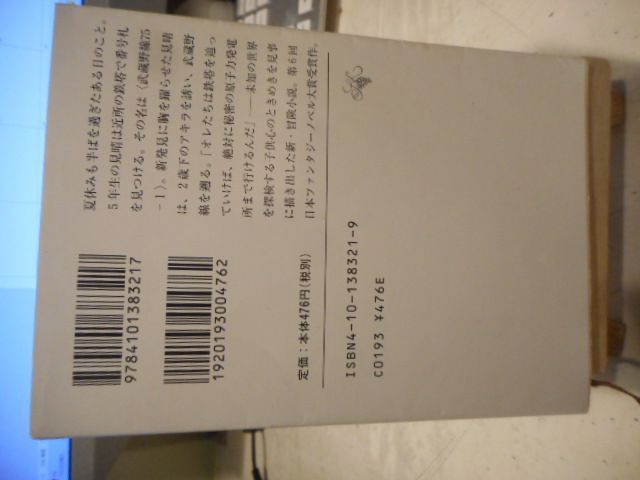 夏休みも半ばを過ぎたある日のこと。
5年生の見晴は近所の鉄塔で番号札
を見つける。その名は〈武蔵野線75
-1〉。新発見に胸を躍らせた見晴
は、2歳下のアキラを誘い、武蔵野
線を遡る。「オレたちは鉄塔を辿っ
ていけば、絶対に秘密の原子力発電
所まで行けるんだ」――未知の世界
を探検する子供心のときめきを見事
に描き出した新・冒険小説。第6回
日本ファンタジーノベル大賞受賞作。
9784101383217
1920193004762
定価：本体476円(税別)
ISBN4-10-138321-9
C0193 ¥476E